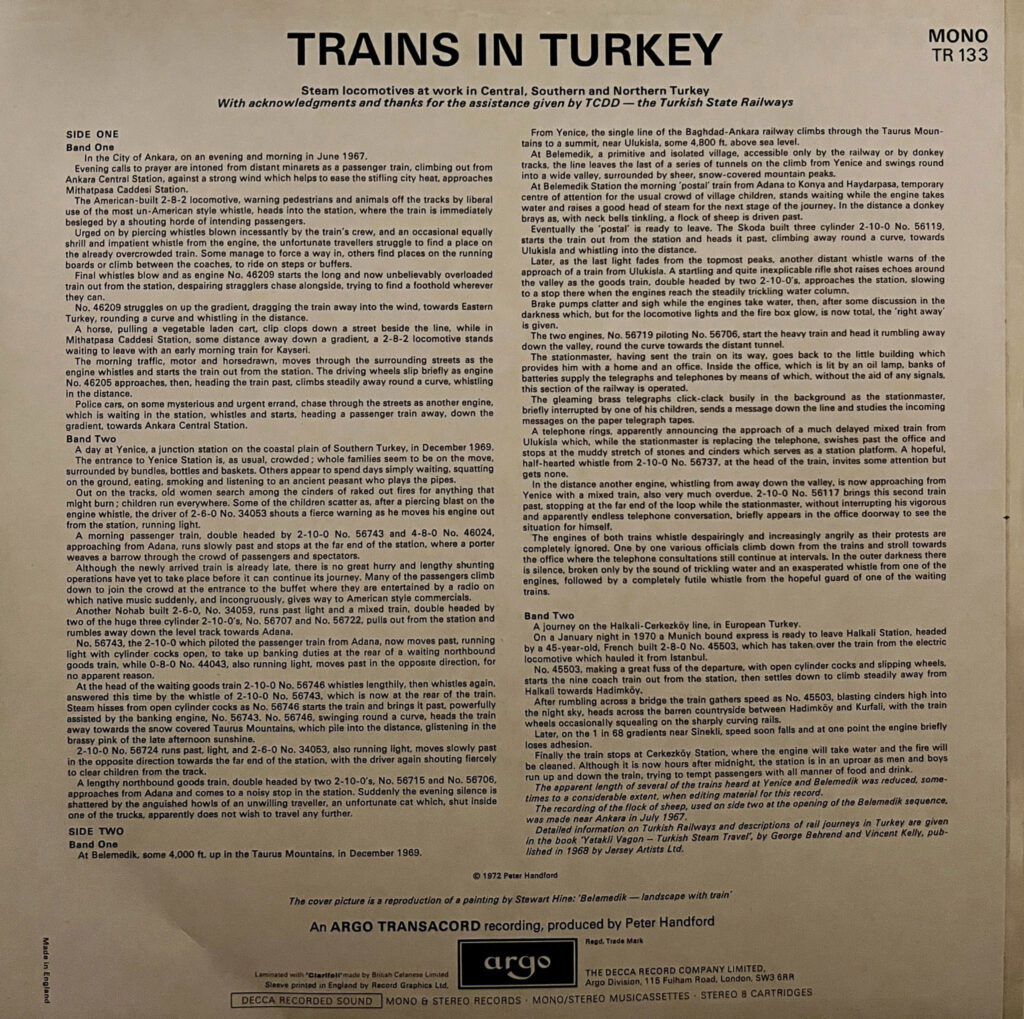 TRAINS IN TURKEY
MONO
TR 133
Steam locomotives at work in Central, Southern and Northern Turkey
With acknowledgments and thanks for the assistance given by TCDD — the Turkish State Railways
SIDE ONE
Band One
In the City of Ankara, on an evening and morning in June 1967.
Evening calls to prayer are intoned from distant minarets as a passenger train, climbing out from
Ankara Central Station, against a strong wind which helps to ease the stifling city heat, approaches
Mithatpasa Caddesi Station.
The American-built 2-8-2 locomotive, warning pedestrians and animals off the tracks by liberal
use of the most un-American style whistle, heads into the station, where the train is immediately
besieged by a shouting horde of intending passengers.
Urged on by piercing whistles blown incessantly by the train's crew, and an occasional equally
shrill and impatient whistle from the engine, the unfortunate travellers struggle to find a place on
the already overcrowded train. Some manage to force a way in, others find places on the running
boards or climb between the coaches, to ride on steps or buffers.
Final whistles blow and as engine No. 46209 starts the long and now unbelievably overloaded
train out from the station, despairing stragglers chase alongside, trying to find a foothold wherever
they can.
No. 46209 struggles on up the gradient, dragging the train away into the wind, towards Eastern
Turkey, rounding a curve and whistling in the distance.
A horse, pulling a vegetable laden cart, clip clops down a street beside the line, while in
Mithatpasa Caddesi Station, some distance away down a gradient, a 2-8-2 locomotive stands
waiting to leave with an early morning train for Kayseri.
The morning traffic, motor and horsedrawn, moves through the surrounding streets as the
engine whistles and starts the train out from the station. The driving wheels slip briefly as engine
No. 46205 approaches, then, heading the train past, climbs steadily away round a curve, whistling
in the distance.
Police cars, on some mysterious and urgent errand, chase through the streets as another engine,
which is waiting in the station, whistles and starts, heading a passenger train away, down the
gradient, towards Ankara Central Station.
Band Two
A day at Yenice, a junction station on the coastal plain of Southern Turkey, in December 1969.
The entrance to Yenice Station is, as usual, crowded; whole families seem to be on the move,
surrounded by bundles, bottles and baskets. Others appear to spend days simply waiting, squatting
on the ground, eating, smoking and listening to an ancient peasant who plays the pipes.
Out on the tracks, old women search among the cinders of raked out fires for anything that
might burn; children run everywhere. Some of the children scatter as, after a piercing blast on the
engine whistle, the driver of 2-6-0 No. 34053 shouts a fierce warning as he moves his engine out
from the station, running light.
A morning passenger train, double headed by 2-10-0 No. 56743 and 4-8-0 No. 46024,
approaching from Adana, runs slowly past and stops at the far end of the station, where a porter
weaves a barrow through the crowd of passengers and spectators.
Although the newly arrived train is already late, there is no great hurry and lengthy shunting
operations have yet to take place before it can continue its journey. Many of the passengers climb
down to join the crowd at the entrance to the buffet where they are entertained by a radio on
which native music suddenly, and incongruously, gives way to American style commercials.
Another Nohab built 2-6-0, No. 34059, runs past light and a mixed train, double headed by
two of the huge three cylinder 2-10-0's, No. 56707 and No. 56722, pulls out from the station and
rumbles away down the level track towards Adana.
No. 56743, the 2-10-0 which piloted the passenger train from Adana, now moves past, running
light with cylinder cocks open, to take up banking duties at the rear of a waiting northbound
goods train, while 0-8-0 No. 44043, also running light, moves past in the opposite direction, for
no apparent reason.
At the head of the waiting goods train 2-10-0 No. 56746 whistles lengthily, then whistles again,
answered this time by the whistle of 2-10-0 No. 56743, which is now at the rear of the train.
Steam hisses from open cylinder cocks as No. 56746 starts the train and brings it past, powerfully
assisted by the banking engine, No. 56743. No. 56746, swinging round a curve, heads the train
away towards the snow covered Taurus Mountains, which pile into the distance, glistening in the
brassy pink of the late afternoon sunshine.
2-10-0 No. 56724 runs past, light, and 2-6-0 No. 34053, also running light, moves slowly past
in the opposite direction towards the far end of the station, with the driver again shouting fiercely
to clear children from the track.
A lengthy northbound goods train, double headed by two 2-10-0's, No. 56715 and No. 56706,
approaches from Adana and comes to a noisy stop in the station. Suddenly the evening silence is
shattered by the anguished howls of an unwilling traveller, an unfortunate cat which, shut inside
one of the trucks, apparently does not wish to travel any further.
SIDE TWO
Band One
At Belemedik, some 4,000 ft. up in the Taurus Mountains, in December 1969.
From Yenice, the single line of the Baghdad-Ankara railway climbs through the Taurus Moun-
tains to a summit, near Ulukisla, some 4,800 ft. above sea level.
At Belemedik, a primitive and isolated village, accessible only by the railway or by donkey
tracks, the line leaves the last of a series of tunnels on the climb from Yenice and swings round
into a wide valley, surrounded by sheer, snow-covered mountain peaks.
At Belemedik Station the morning 'postal' train from Adana to Konya and Haydarpasa, temporary
centre of attention for the usual crowd of village children, stands waiting while the engine takes
water and raises a good head of steam for the next stage of the journey. In the distance a donkey
brays as, with neck bells tinkling, a flock of sheep is driven past.
Eventually the 'postal' is ready to leave. The Skoda built three cylinder 2-10-0 No. 56119,
starts the train out from the station and heads it past, climbing away round a curve, towards
Ulukisla and whistling into the distance.
Later, as the last light fades from the topmost peaks, another distant whistle warns of the
approach of a train from Ulukisla. A startling and quite inexplicable rifle shot raises echoes around
the valley as the goods train, double headed by two 2-10-0's, approaches the station, slowing
to a stop there when the engines reach the steadily trickling water column.
Brake pumps clatter and sigh while the engines take water, then, after some discussion in the
darkness which, but for the locomotive lights and the fire box glow, is now total, the 'right away'
is given.
The two engines, No. 56719 piloting No. 56706, start the heavy train and head it rumbling away
down the valley, round the curve towards the distant tunnel.
The stationmaster, having sent the train on its way, goes back to the little building which
provides him with a home and an office. Inside the office, which is lit by an oil lamp, banks of
batteries supply the telegraphs and telephones by means of which, without the aid of any signals,
this section of the railway is operated.
The gleaming brass telegraphs click-clack busily in the background as the stationmaster,
briefly interrupted by one of his children, sends a message down the line and studies the incoming
messages on the paper telegraph tapes.
A telephone rings, apparently announcing the approach of a much delayed mixed train from
Ulukisla which, while the stationmaster is replacing the telephone, swishes past the office and
stops at the muddy stretch of stones and cinders which serves as a station platform. A hopeful,
half-hearted whistle from 2-10-0 No. 56737, at the head of the train, invites some attention but
gets none.
In the distance another engine, whistling from away down the valley, is now approaching from
Yenice with a mixed train, also very much overdue. 2-10-0 No. 56117 brings this second train
past, stopping at the far end of the loop while the stationmaster, without interrupting his vigorous
and apparently endless telephone conversation, briefly appears in the office doorway to see the
situation for himself.
The engines of both trains whistle despairingly and increasingly angrily as their protests are
completely ignored. One by one various officials climb down from the trains and stroll towards
the office where the telephone consultations still continue at intervals. In the outer darkness there
is silence, broken only by the sound of trickling water and an exasperated whistle from one of the
engines, followed by a completely futile whistle from the hopeful guard of one of the waiting
trains.
Band Two
A journey on the Halkali-Cerkezköy line, in European Turkey.
On a January night in 1970 a Munich bound express is ready to leave Halkali Station, headed
by a 45-year-old, French built 2-8-0 No. 45503, which has taken over the train from the electric
locomotive which hauled it from Istanbul.
No. 45503, making a great fuss of the departure, with open cylinder cocks and slipping wheels,
starts the nine coach train out from the station, then settles down to climb steadily away from
Halkali towards Hadimköy.
After rumbling across a bridge the train gathers speed as No. 45503, blasting cinders high into
the night sky, heads across the barren countryside between Hadimköy and Kurfali, with the train
wheels occasionally squealing on the sharply curving rails.
Later, on the 1 in 68 gradients near Sinekli, speed soon falls and at one point the engine briefly
loses adhesion.
Finally the train stops at Cerkezköy Station, where the engine will take water and the fire will
be cleaned. Although it is now hours after midnight, the station is in an uproar as men and boys
run up and down the train, trying to tempt passengers with all manner of food and drink.
The apparent length of several of the trains heard at Yenice and Belemedik was reduced, some-
times to a considerable extent, when editing material for this record.
The recording of the flock of sheep, used on side two at the opening of the Belemedik sequence,
was made near Ankara in July 1967.
Detailed information on Turkish Railways and descriptions of rail journeys in Turkey are given
in the book 'Yatakli Vagon – Turkish Steam Travel', by George Behrend and Vincent Kelly, pub-
lished in 1968 by Jersey Artists Ltd.
© 1972 Peter Handford
The cover picture is a reproduction of a painting by Stewart Hine: 'Belemedik — landscape with train'
An ARGO TRANSACORD recording, produced by Peter Handford
Regd. Trade Mark
argo
Laminated with "Clarifoil" made by British Celanese Limited
Sleeve printed in England by Record Graphics Ltd.
THE DECCA RECORD COMPANY LIMITED,
Argo Division, 115 Fulham Road, London, SW3 6RR
DECCA RECORDED SOUND MONO & STEREO RECORDS · MONO/STEREO MUSICASSETTES · STEREO 8 CARTRIDGES
Made in England